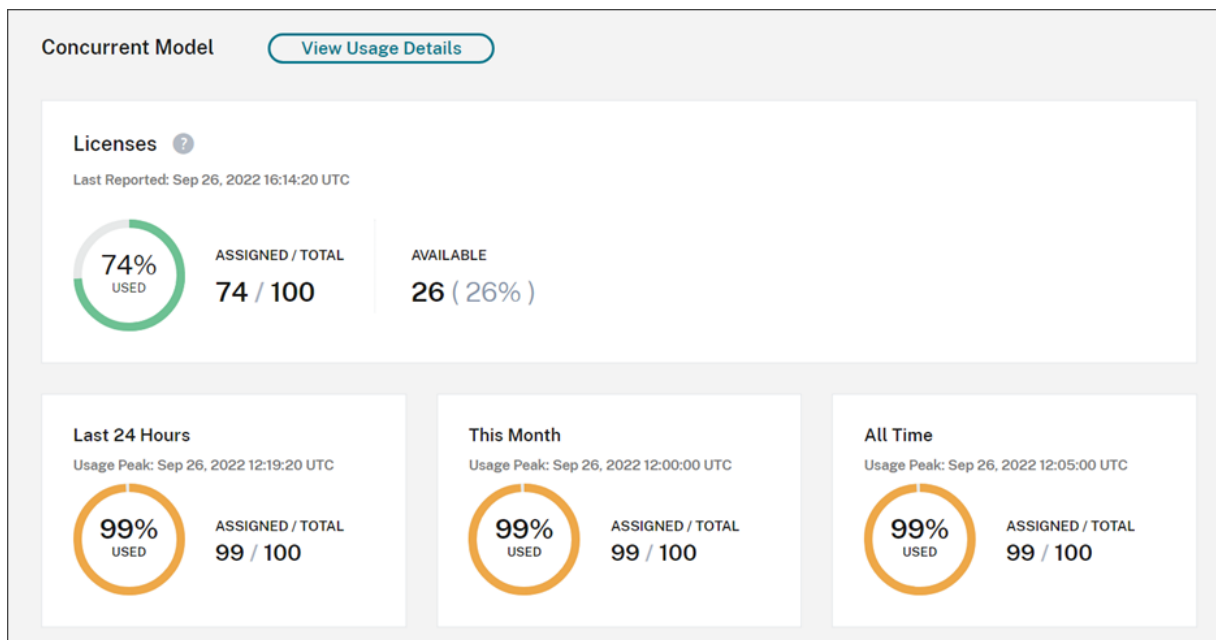 Concurrent Model
View Usage Details
Licenses ?
Last Reported: Sep 26, 2022 16:14:20 UTC
74%
USED
ASSIGNED / TOTAL
74 / 100
AVAILABLE
26 ( 26% )
Last 24 Hours
Usage Peak: Sep 26, 2022 12:19:20 UTC
99%
USED
ASSIGNED / TOTAL
99 / 100
This Month
Usage Peak: Sep 26, 2022 12:00:00 UTC
99%
USED
ASSIGNED / TOTAL
99 / 100
All Time
Usage Peak: Sep 26, 2022 12:05:00 UTC
99%
USED
ASSIGNED / TOTAL
99 / 100